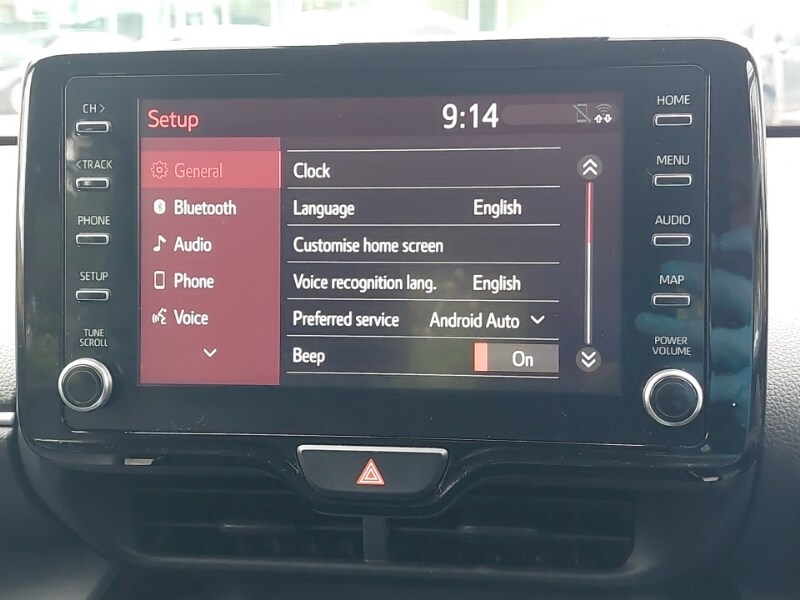 CH >
< TRACK
PHONE
SETUP
TUNE
SCROLL
Setup
9:14
General
Bluetooth
Audio
Phone
Voice
Clock
Language English
Customise home screen
Voice recognition lang. English
Preferred service Android Auto
Beep On
HOME
MENU
AUDIO
MAP
POWER
VOLUME